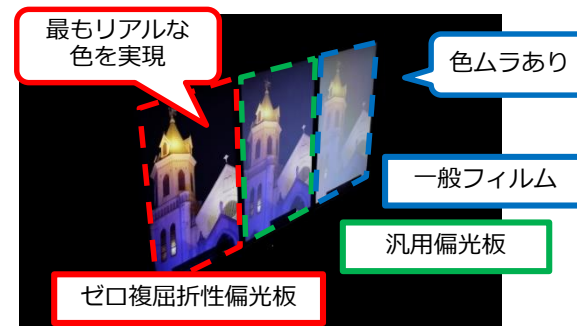 最もリアルな
色を実現
色ムラあり
一般フィルム
汎用偏光板
ゼロ複屈折性偏光板